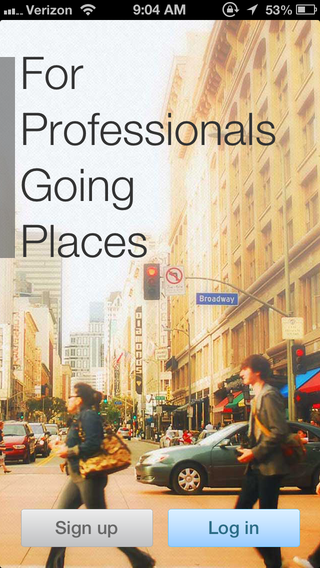 Verizon 9:04 AM 53%
For
Professionals
Going
Places
Broadway
Sign up Log in